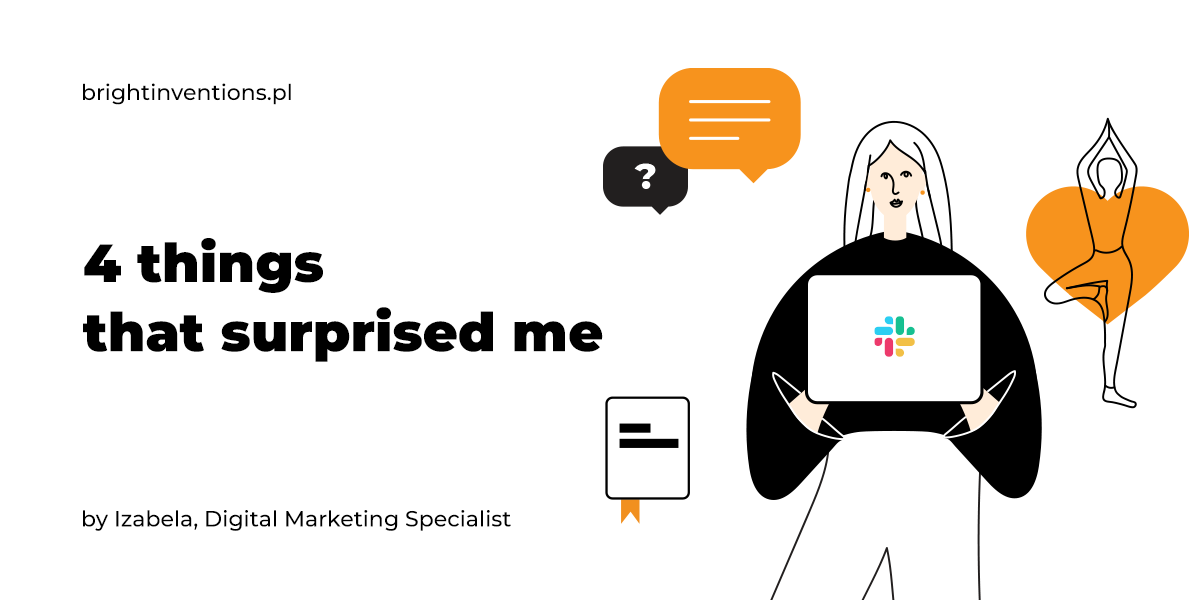 brightinventions.pl
?
4 things
that surprised me
by Izabela, Digital Marketing Specialist